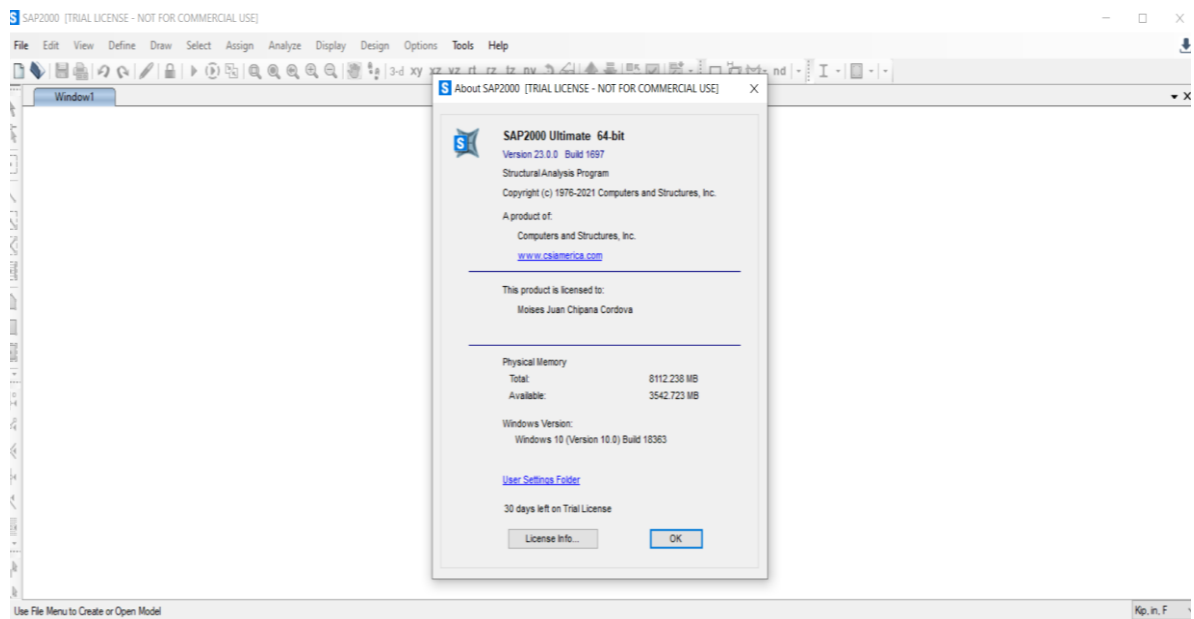 SAP2000 [TRIAL LICENSE - NOT FOR COMMERCIAL USE]
File Edit View Define Draw Select Assign Analyze Display Design Options Tools Help
3-d xy xz yz nd
Window1
About SAP2000 [TRIAL LICENSE - NOT FOR COMMERCIAL USE]
SAP2000 Ultimate 64-bit
Version 23.0.0 Build 1697
Structural Analysis Program
Copyright (c) 1976-2021 Computers and Structures, Inc.
A product of:
Computers and Structures, Inc.
www.csiamerica.com
This product is licensed to:
Moises Juan Chipana Cordova
Physical Memory
Total: 8112.238 MB
Available: 3542.723 MB
Windows Version:
Windows 10 (Version 10.0) Build 18363
User Settings Folder
30 days left on Trial License
License Info... OK
Use File Menu to Create or Open Model
Kip, in, F